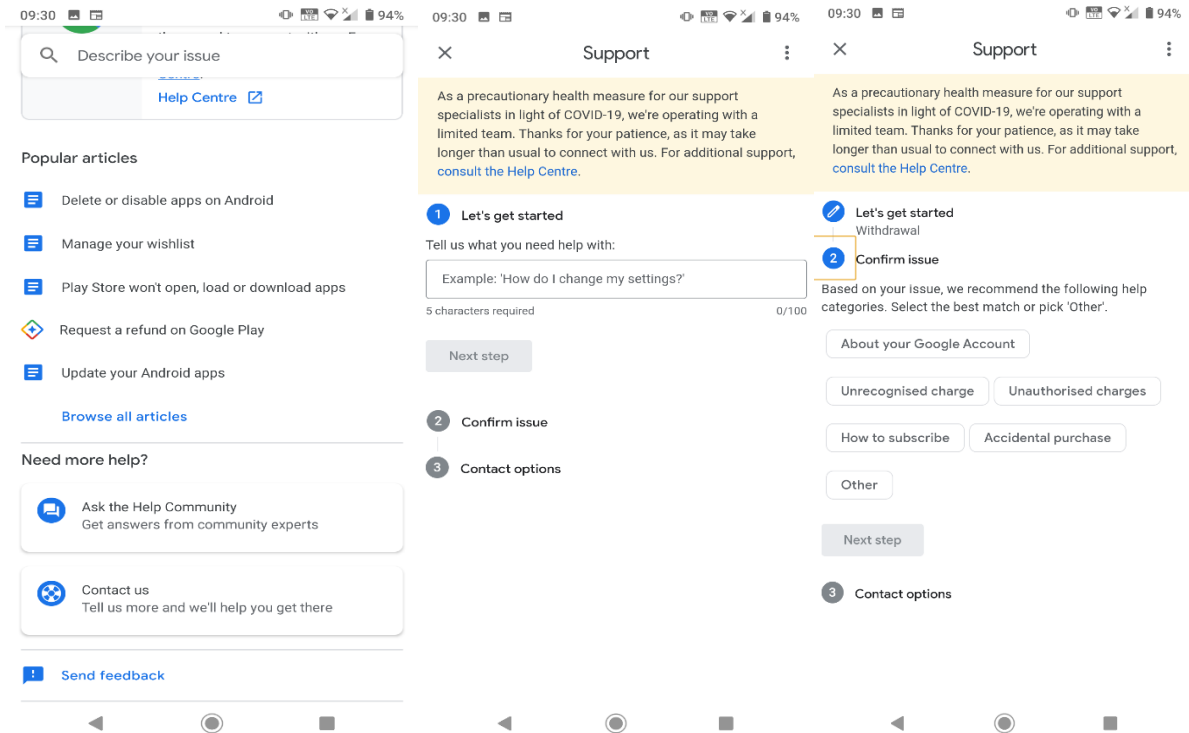 09:30
VO LTE
94%
Describe your issue
Centre.
Help Centre
Popular articles
Delete or disable apps on Android
Manage your wishlist
Play Store won't open, load or download apps
Request a refund on Google Play
Update your Android apps
Browse all articles
Need more help?
Ask the Help Community
Get answers from community experts
Contact us
Tell us more and we'll help you get there
Send feedback
09:30
VO LTE
94%
Support
As a precautionary health measure for our support
specialists in light of COVID-19, we're operating with a
limited team. Thanks for your patience, as it may take
longer than usual to connect with us. For additional support,
consult the Help Centre.
1 Let's get started
Tell us what you need help with:
Example: 'How do I change my settings?'
5 characters required 0/100
Next step
2 Confirm issue
3 Contact options
09:30
VO LTE
94%
Support
As a precautionary health measure for our support
specialists in light of COVID-19, we're operating with a
limited team. Thanks for your patience, as it may take
longer than usual to connect with us. For additional support,
consult the Help Centre.
Let's get started
Withdrawal
2 Confirm issue
Based on your issue, we recommend the following help
categories. Select the best match or pick 'Other'.
About your Google Account
Unrecognised charge Unauthorised charges
How to subscribe Accidental purchase
Other
Next step
3 Contact options